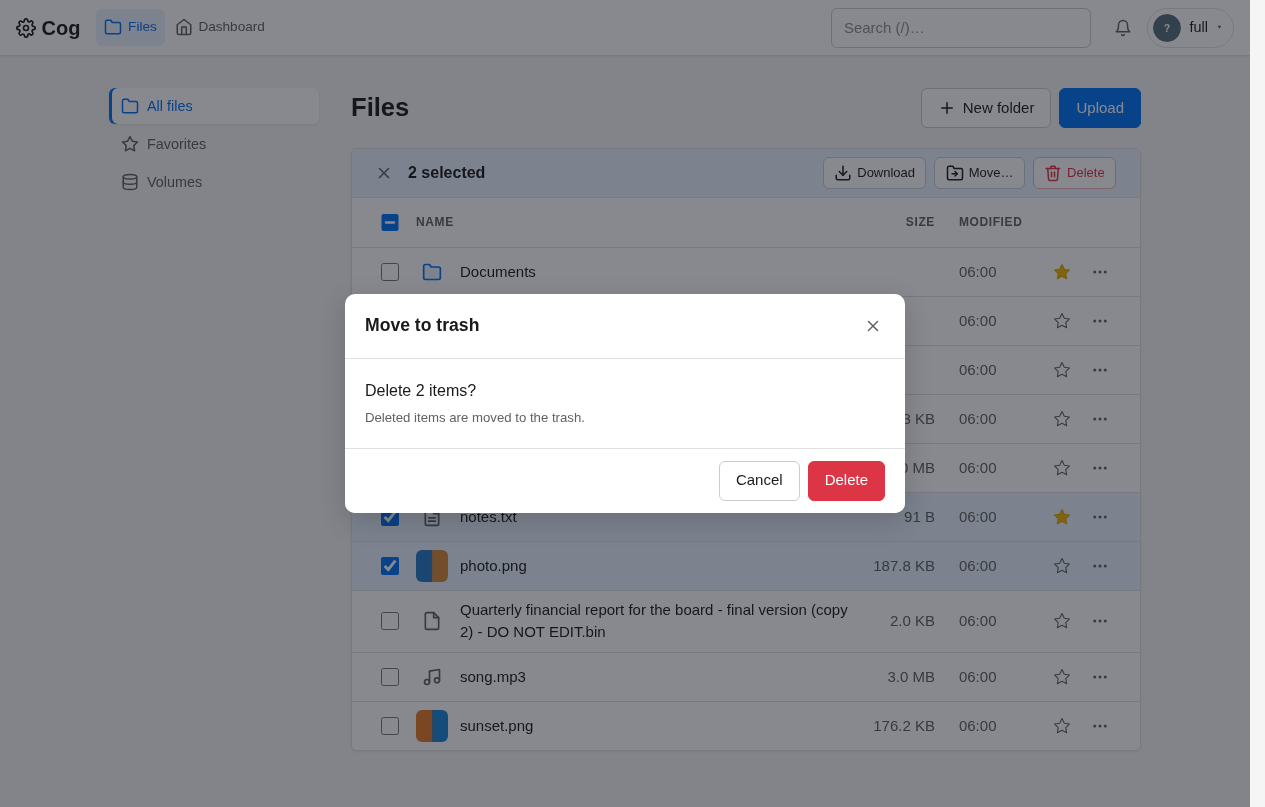 Cog
Files
Dashboard
Search (/)…
?
full
All files
Favorites
Volumes
Files
New folder
Upload
2 selected
Download
Move…
Delete
NAME
SIZE
MODIFIED
Documents
06:00
06:00
06:00
KB
06:00
MB
06:00
Move to trash
Delete 2 items?
Deleted items are moved to the trash.
Cancel
Delete
notes.txt
91 B
06:00
photo.png
187.8 KB
06:00
Quarterly financial report for the board - final version (copy
2) - DO NOT EDIT.bin
2.0 KB
06:00
song.mp3
3.0 MB
06:00
sunset.png
176.2 KB
06:00